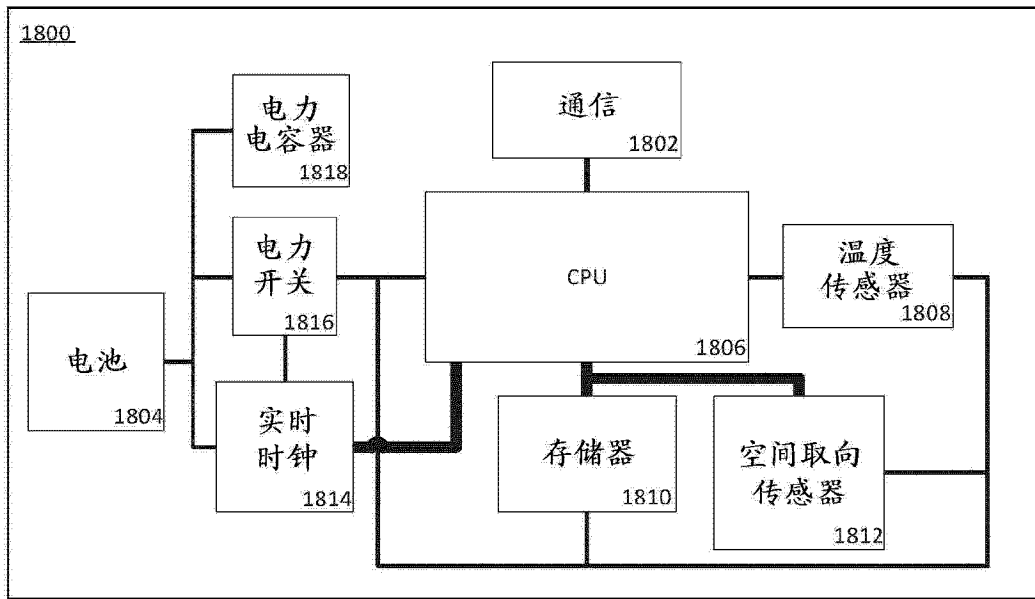 1800
电力
电容器
1818
通信
1802
电力
开关
1816
CPU
1806
温度
传感器
1808
电池
1804
实时
时钟
1814
存储器
1810
空间取向
传感器
1812